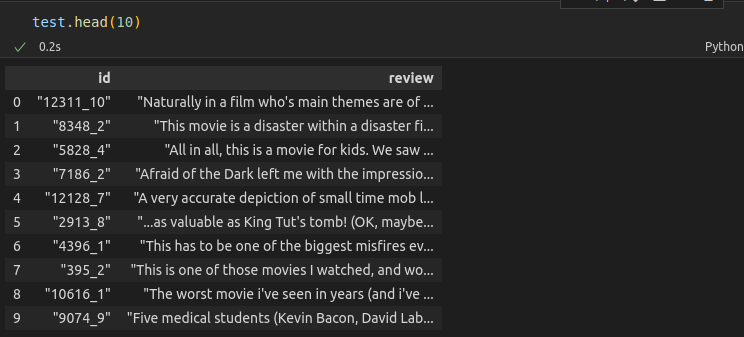 test.head(10)
0.2s
Python
id review
0 "12311_10" "Naturally in a film who's main themes are of ...
1 "8348_2" "This movie is a disaster within a disaster fi...
2 "5828_4" "All in all, this is a movie for kids. We saw ...
3 "7186_2" "Afraid of the Dark left me with the impressio...
4 "12128_7" "A very accurate depiction of small time mob l...
5 "2913_8" "...as valuable as King Tut's tomb! (OK, maybe...
6 "4396_1" "This has to be one of the biggest misfires ev...
7 "395_2" "This is one of those movies I watched, and wo...
8 "10616_1" "The worst movie i've seen in years (and i've ...
9 "9074_9" "Five medical students (Kevin Bacon, David Lab...